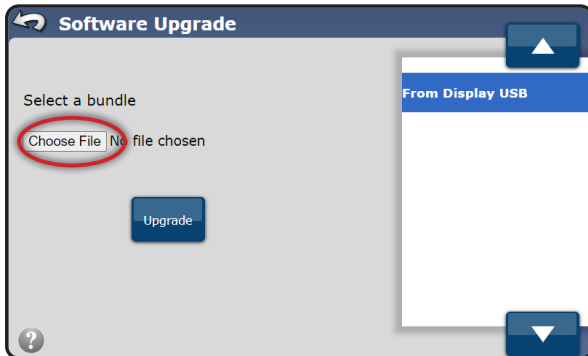 Software Upgrade
Select a bundle
Choose File No file chosen
Upgrade
From Display USB
?